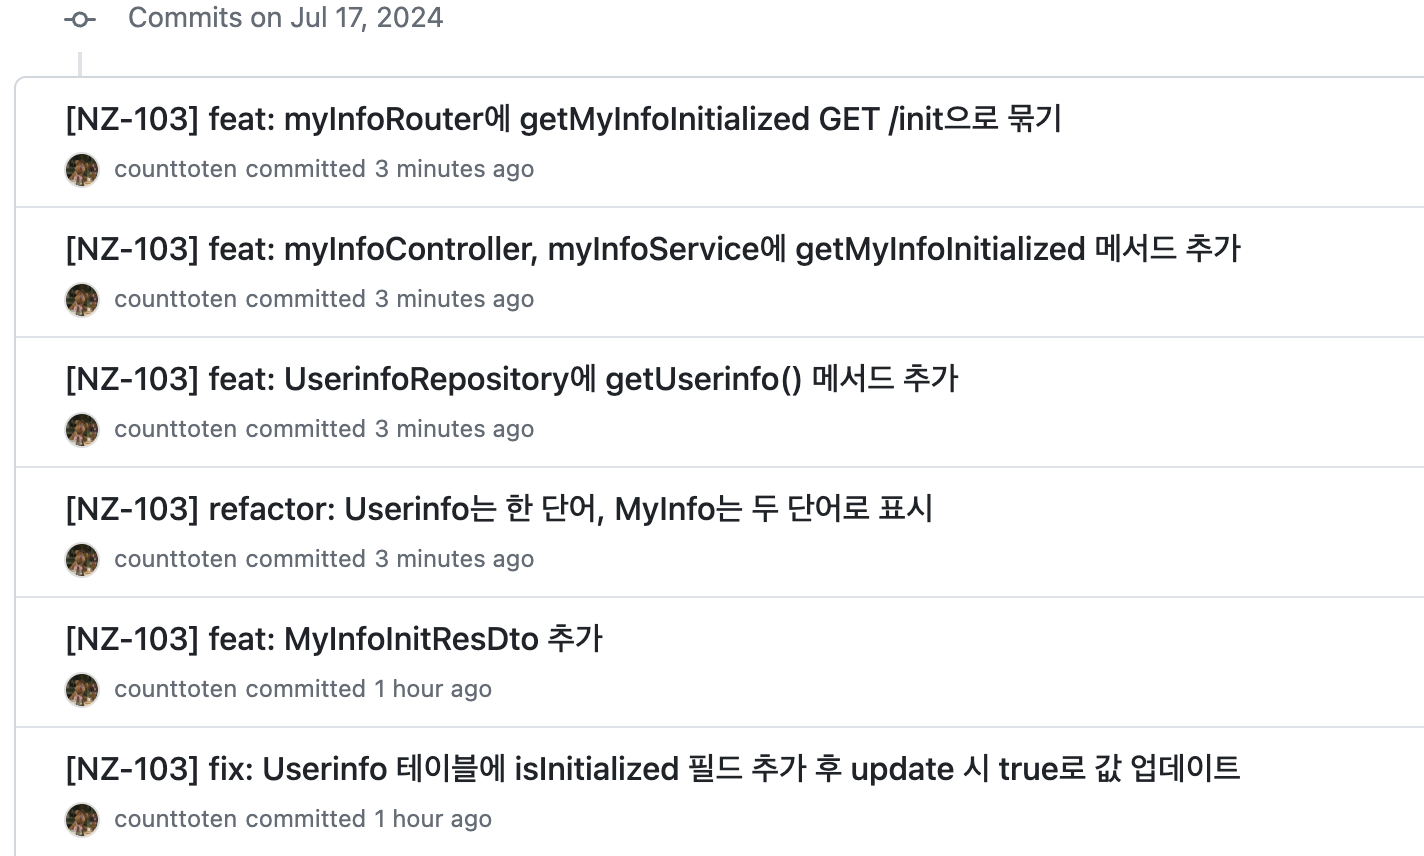 Commits on Jul 17, 2024
[NZ-103] feat: myInfoRouter에 getMyInfoInitialized GET /init으로 묶기
counttoten committed 3 minutes ago
[NZ-103] feat: myInfoController, myInfoService에 getMyInfoInitialized 메서드 추가
counttoten committed 3 minutes ago
[NZ-103] feat: UserinfoRepository에 getUserinfo() 메서드 추가
counttoten committed 3 minutes ago
[NZ-103] refactor: Userinfo는 한 단어, MyInfo는 두 단어로 표시
counttoten committed 3 minutes ago
[NZ-103] feat: MyInfoInitResDto 추가
counttoten committed 1 hour ago
[NZ-103] fix: Userinfo 테이블에 isInitialized 필드 추가 후 update 시 true로 값 업데이트
counttoten committed 1 hour ago